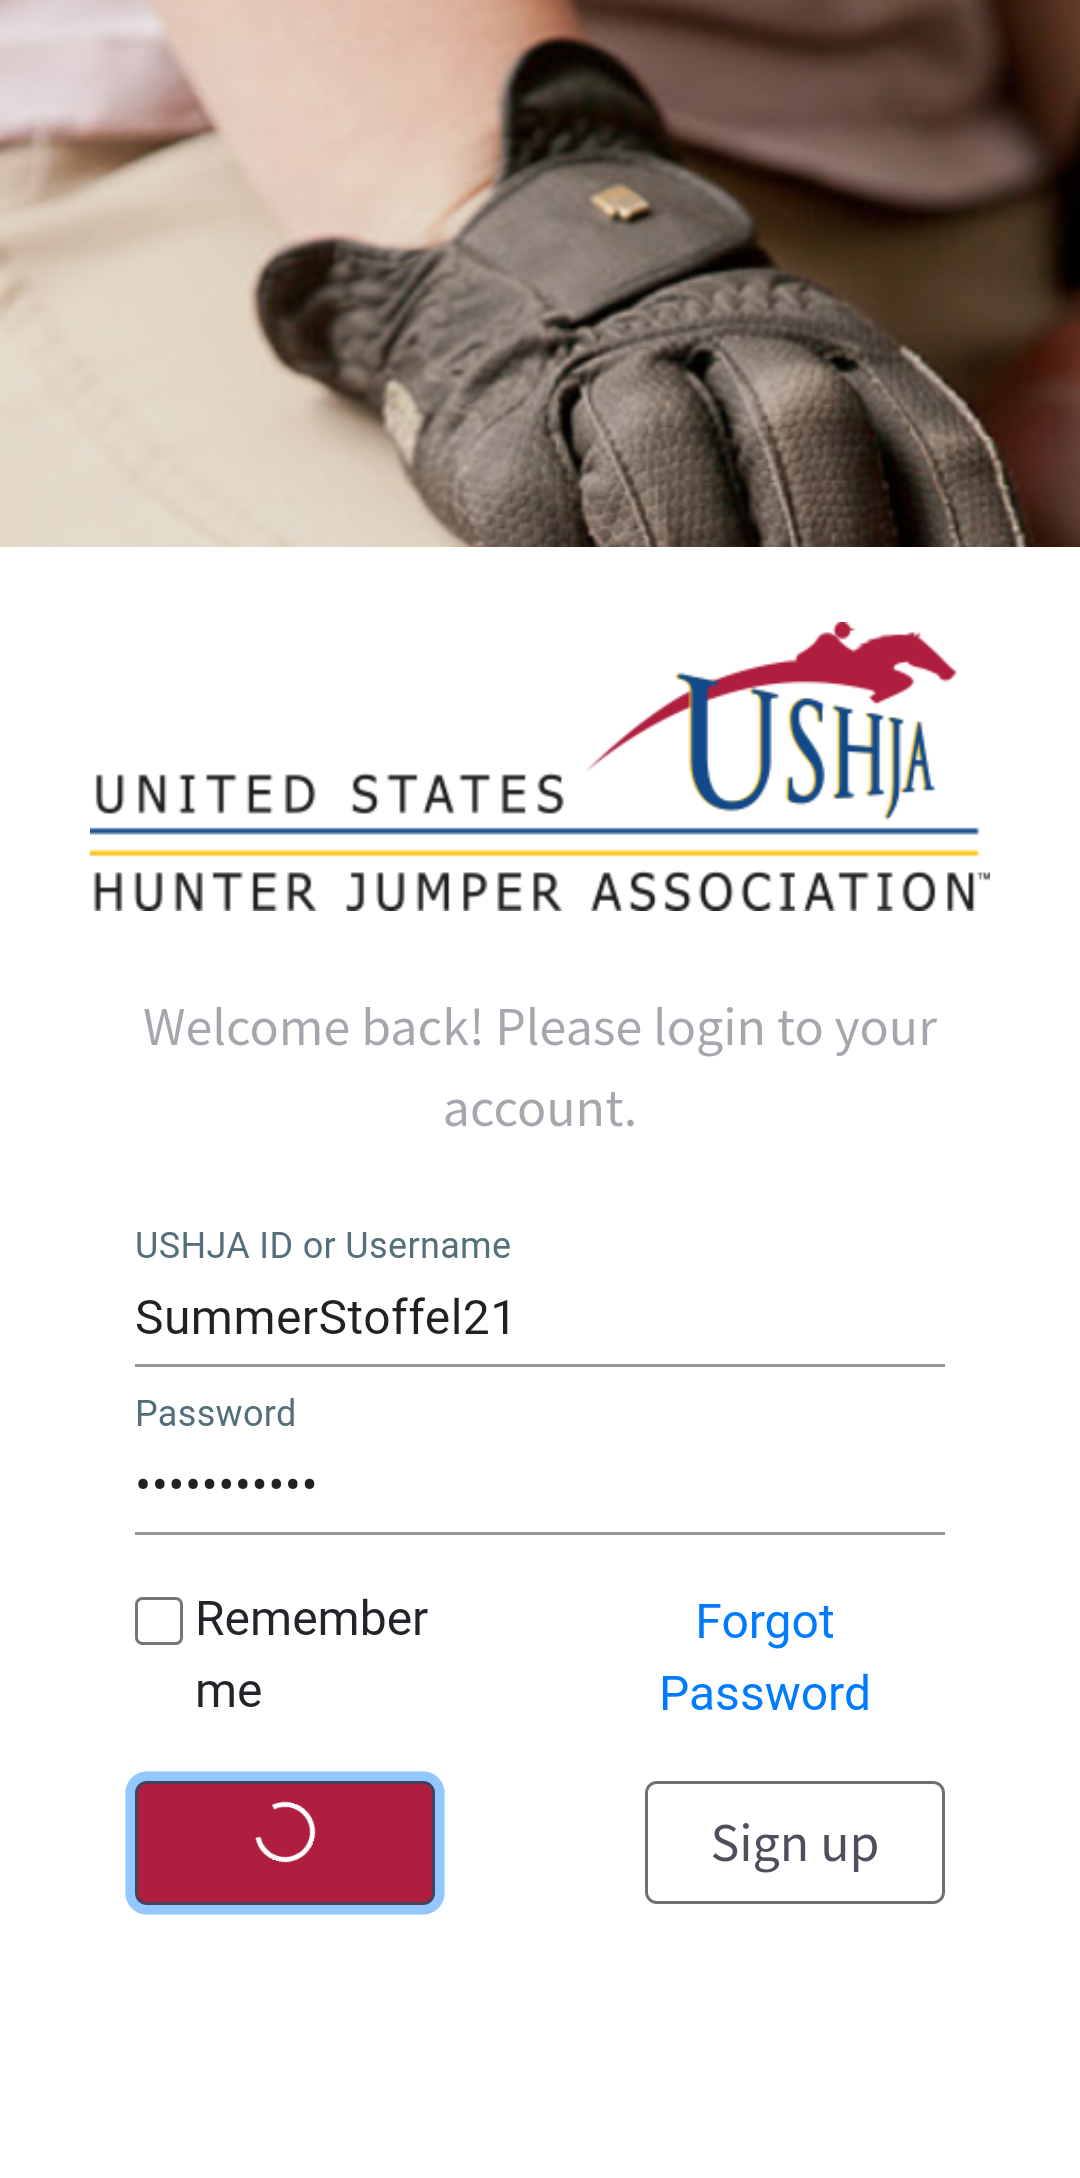 USHJA
UNITED STATES
HUNTER JUMPER ASSOCIATION™
Welcome back! Please login to your
account.
USHJA ID or Username
SummerStoffel21
Password
•••••••••••
Remember
me
Forgot
Password
Sign up